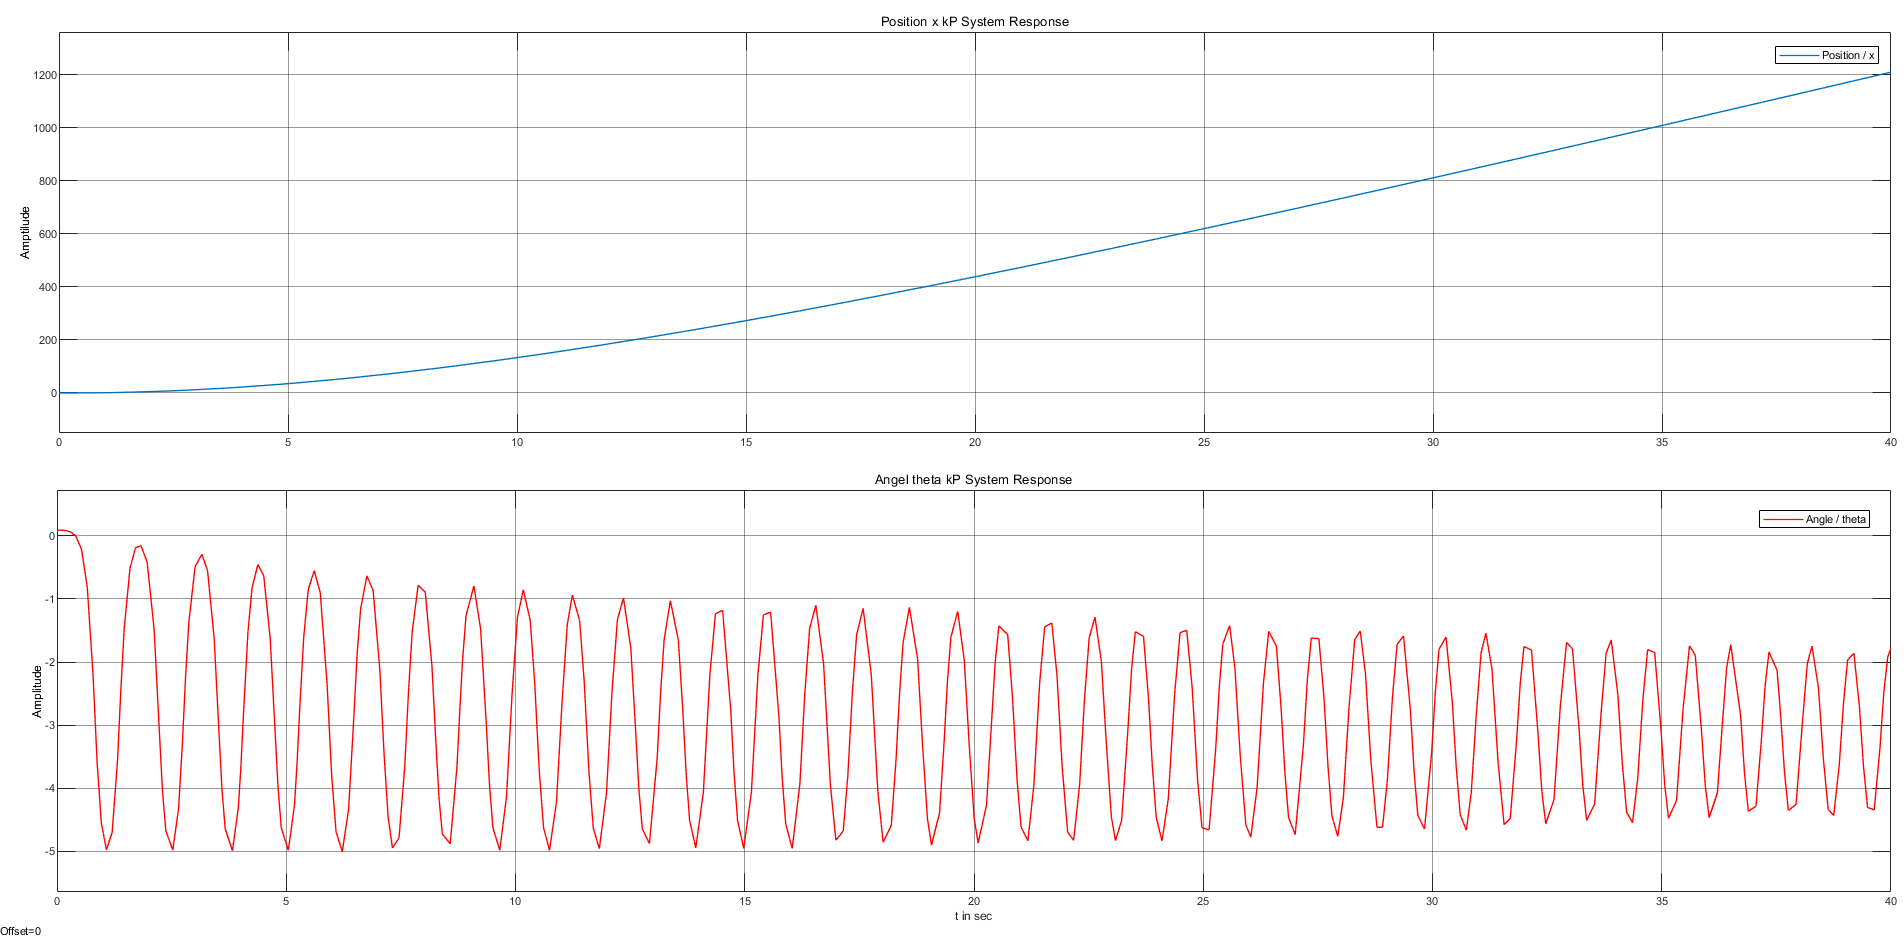 Position x kP System Response
Position / x
1200
1000
800
600
400
200
0
Amptilude
0 5 10 15 20 25 30 35 40
Angel theta kP System Response
Angle / theta
0
-1
-2
-3
-4
-5
Amplitude
0 5 10 15 20 25 30 35 40
t in sec
Offset=0